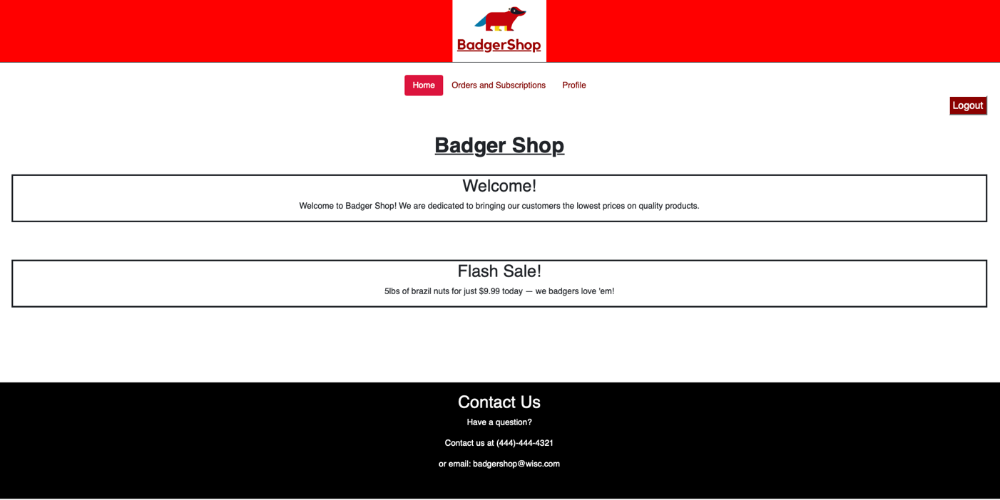 BadgerShop
Home Orders and Subscriptions Profile
Logout
Badger Shop
Welcome!
Welcome to Badger Shop! We are dedicated to bringing our customers the lowest prices on quality products.
Flash Sale!
5lbs of brazil nuts for just $9.99 today — we badgers love 'em!
Contact Us
Have a question?
Contact us at (444)-444-4321
or email: badgershop@wisc.com